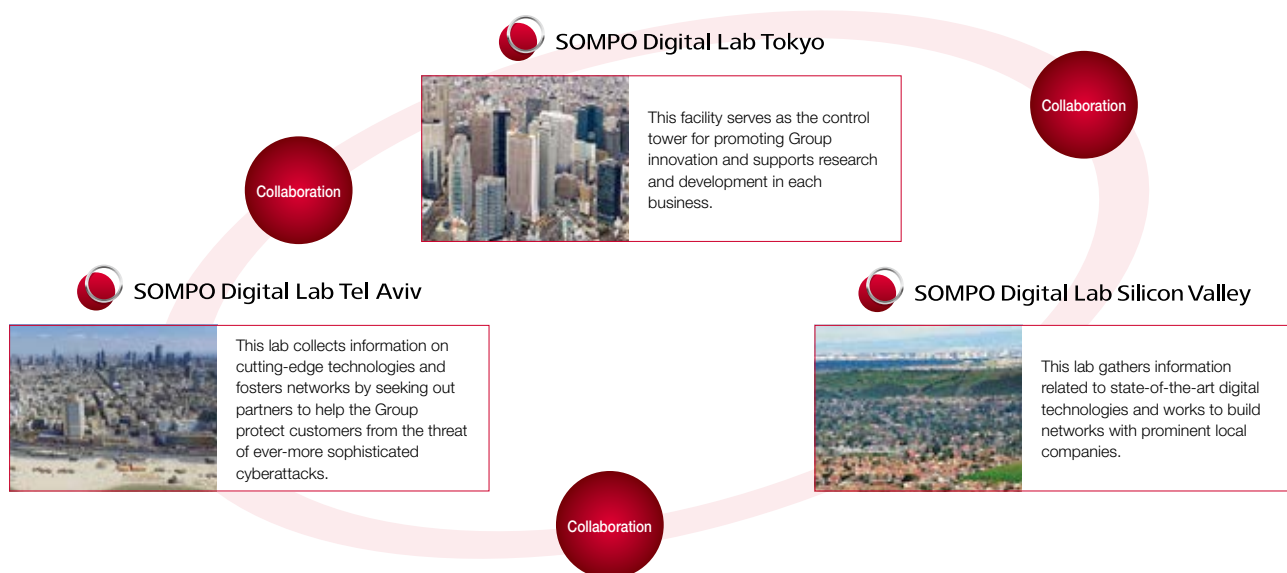 SOMPO Digital Lab Tokyo
Collaboration
This facility serves as the control
tower for promoting Group
innovation and supports research
and development in each
business.
Collaboration
SOMPO Digital Lab Tel Aviv
This lab collects information on
cutting-edge technologies and
fosters networks by seeking out
partners to help the Group
protect customers from the threat
of ever-more sophisticated
cyberattacks.
SOMPO Digital Lab Silicon Valley
This lab gathers information
related to state-of-the-art digital
technologies and works to build
networks with prominent local
companies.
Collaboration